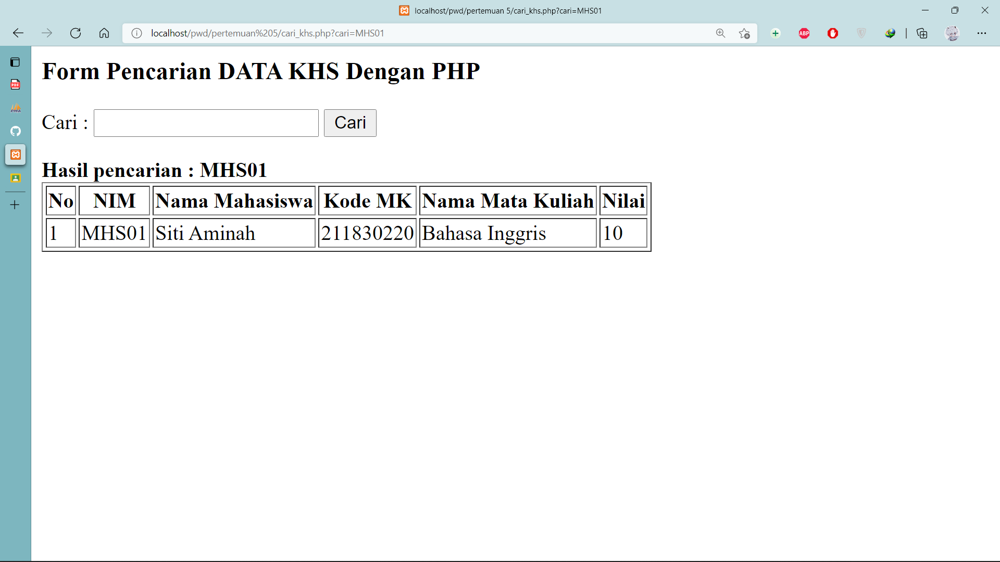 localhost/pwd/pertemuan 5/cari_khs.php?cari=MHS01
localhost/pwd/pertemuan%205/cari_khs.php?cari=MHS01
ABP
PDF
PMA
Form Pencarian DATA KHS Dengan PHP
Cari : Cari
Hasil pencarian : MHS01
No NIM Nama Mahasiswa Kode MK Nama Mata Kuliah Nilai
1 MHS01 Siti Aminah 211830220 Bahasa Inggris 10